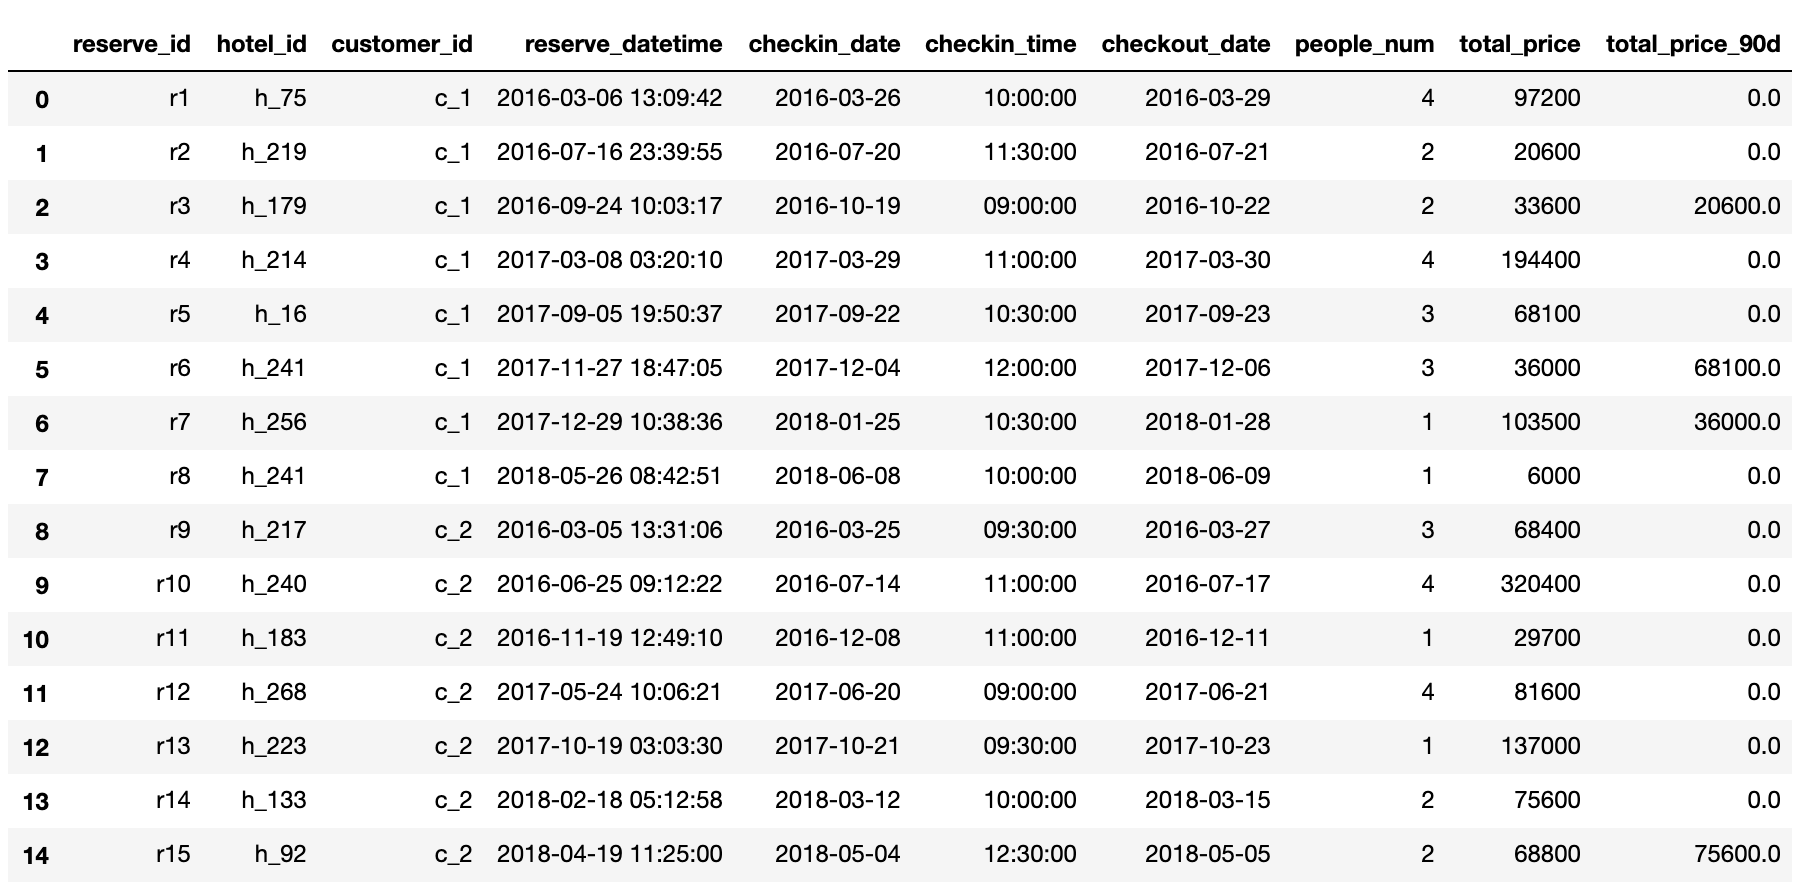 reserve_id hotel_id customer_id reserve_datetime checkin_date checkin_time checkout_date people_num total_price total_price_90d
0 r1 h_75 c_1 2016-03-06 13:09:42 2016-03-26 10:00:00 2016-03-29 4 97200 0.0
1 r2 h_219 c_1 2016-07-16 23:39:55 2016-07-20 11:30:00 2016-07-21 2 20600 0.0
2 r3 h_179 c_1 2016-09-24 10:03:17 2016-10-19 09:00:00 2016-10-22 2 33600 20600.0
3 r4 h_214 c_1 2017-03-08 03:20:10 2017-03-29 11:00:00 2017-03-30 4 194400 0.0
4 r5 h_16 c_1 2017-09-05 19:50:37 2017-09-22 10:30:00 2017-09-23 3 68100 0.0
5 r6 h_241 c_1 2017-11-27 18:47:05 2017-12-04 12:00:00 2017-12-06 3 36000 68100.0
6 r7 h_256 c_1 2017-12-29 10:38:36 2018-01-25 10:30:00 2018-01-28 1 103500 36000.0
7 r8 h_241 c_1 2018-05-26 08:42:51 2018-06-08 10:00:00 2018-06-09 1 6000 0.0
8 r9 h_217 c_2 2016-03-05 13:31:06 2016-03-25 09:30:00 2016-03-27 3 68400 0.0
9 r10 h_240 c_2 2016-06-25 09:12:22 2016-07-14 11:00:00 2016-07-17 4 320400 0.0
10 r11 h_183 c_2 2016-11-19 12:49:10 2016-12-08 11:00:00 2016-12-11 1 29700 0.0
11 r12 h_268 c_2 2017-05-24 10:06:21 2017-06-20 09:00:00 2017-06-21 4 81600 0.0
12 r13 h_223 c_2 2017-10-19 03:03:30 2017-10-21 09:30:00 2017-10-23 1 137000 0.0
13 r14 h_133 c_2 2018-02-18 05:12:58 2018-03-12 10:00:00 2018-03-15 2 75600 0.0
14 r15 h_92 c_2 2018-04-19 11:25:00 2018-05-04 12:30:00 2018-05-05 2 68800 75600.0